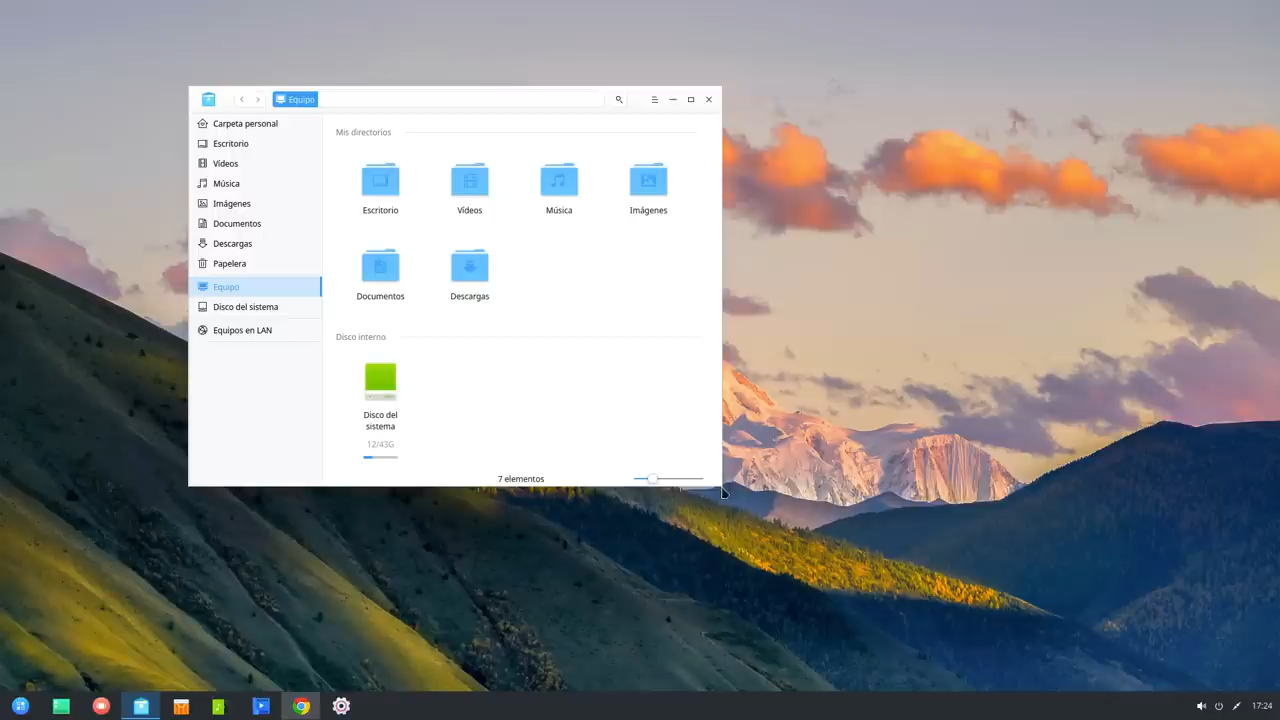 Equipo
Carpeta personal
Escritorio
Vídeos
Música
Imágenes
Documentos
Descargas
Papelera
Equipo
Disco del sistema
Equipos en LAN
Mis directorios
Escritorio
Vídeos
Música
Imágenes
Documentos
Descargas
Disco interno
Disco del
sistema
12/43G
7 elementos
17:24